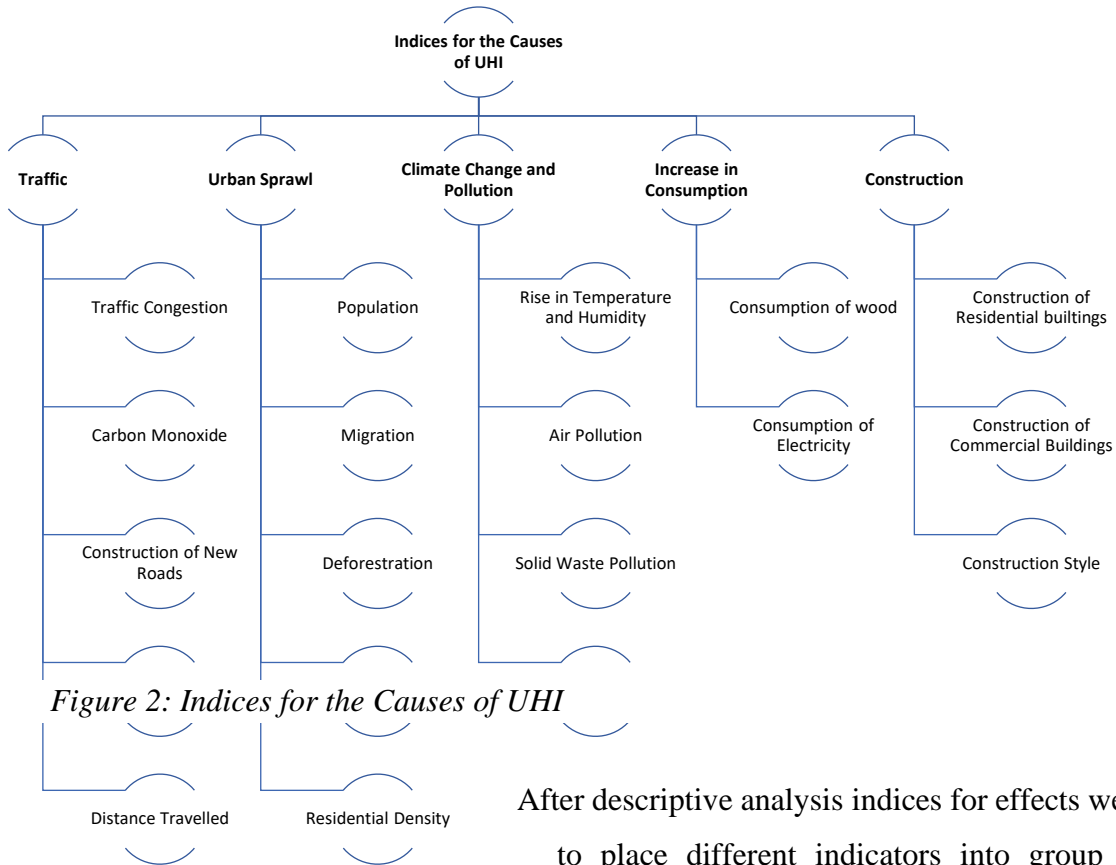 Indices for the Causes
of UHI
Traffic
Urban Sprawl
Climate Change and
Pollution
Increase in
Consumption
Construction
Traffic Congestion
Population
Rise in Temperature
and Humidity
Consumption of wood
Construction of
Residential builtings
Carbon Monoxide
Migration
Air Pollution
Consumption of
Electricity
Construction of
Commercial Buildings
Construction of New
Roads
Deforestration
Solid Waste Pollution
Construction Style
Figure 2: Indices for the Causes of UHI
Distance Travelled
Residential Density
After descriptive analysis indices for effects we
to place different indicators into group